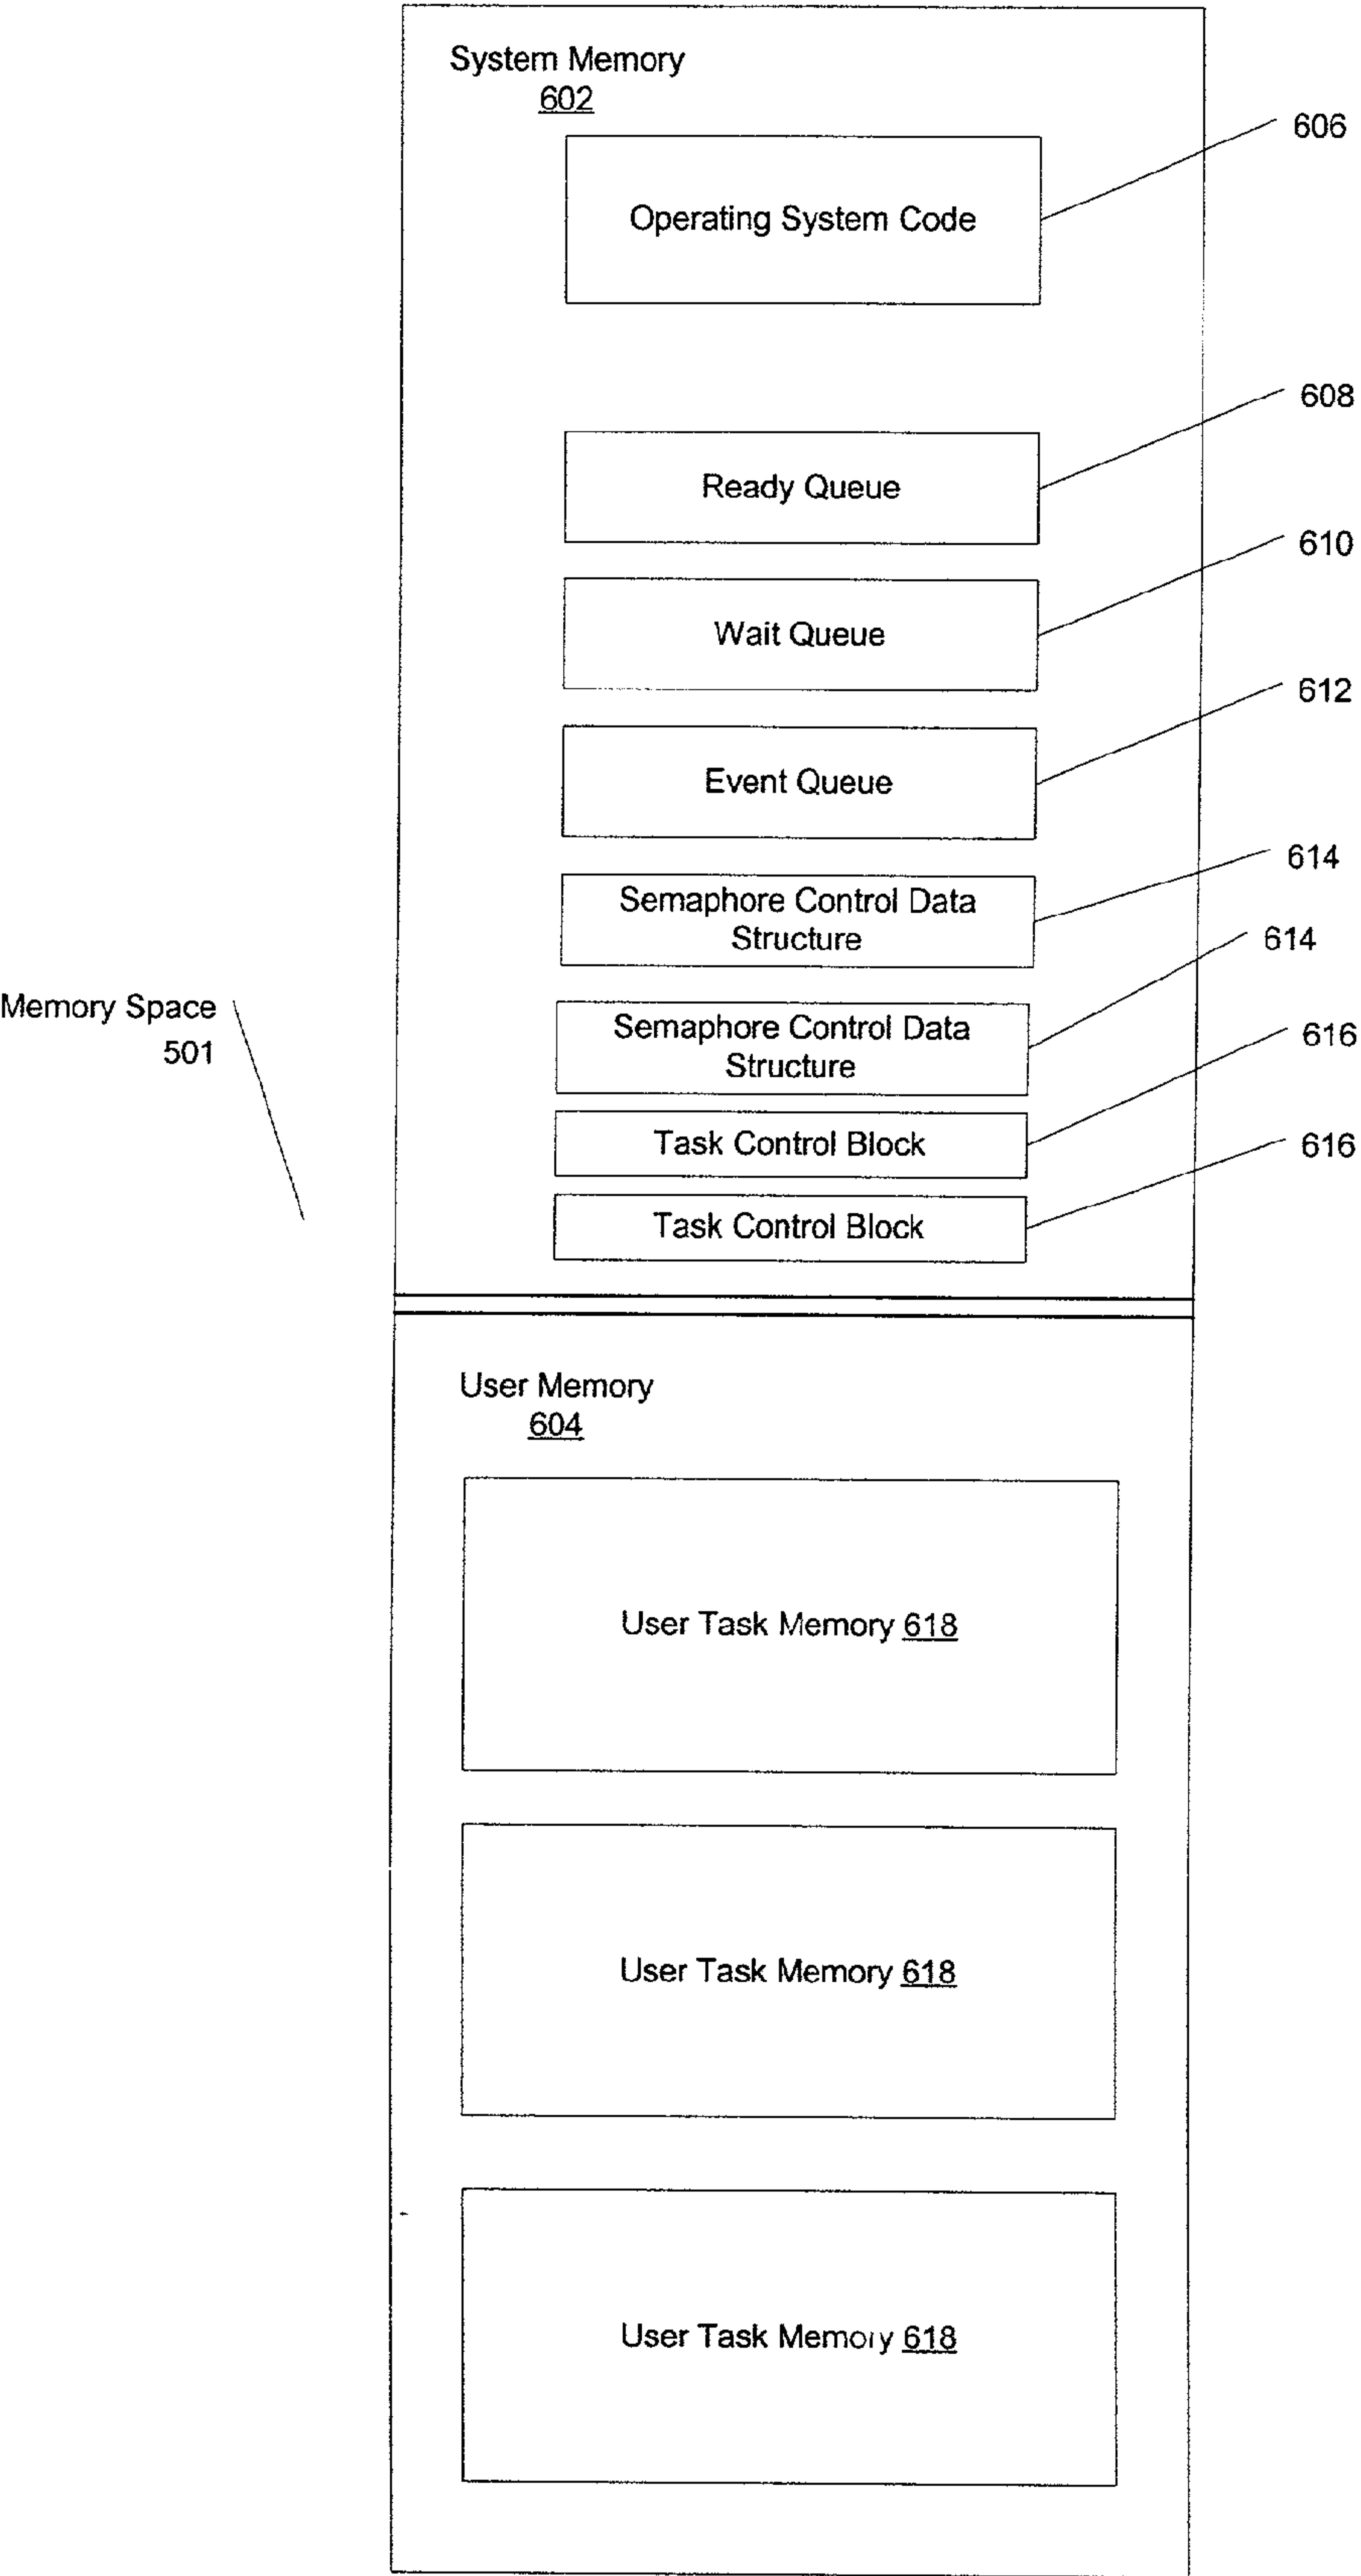 System Memory
602
606
Operating System Code
608
Ready Queue
610
Wait Queue
612
Event Queue
614
Semaphore Control Data
Structure
614
Memory Space
501
Semaphore Control Data
Structure
616
Task Control Block
616
Task Control Block
User Memory
604
User Task Memory 618
User Task Memory 618
User Task Memory 618